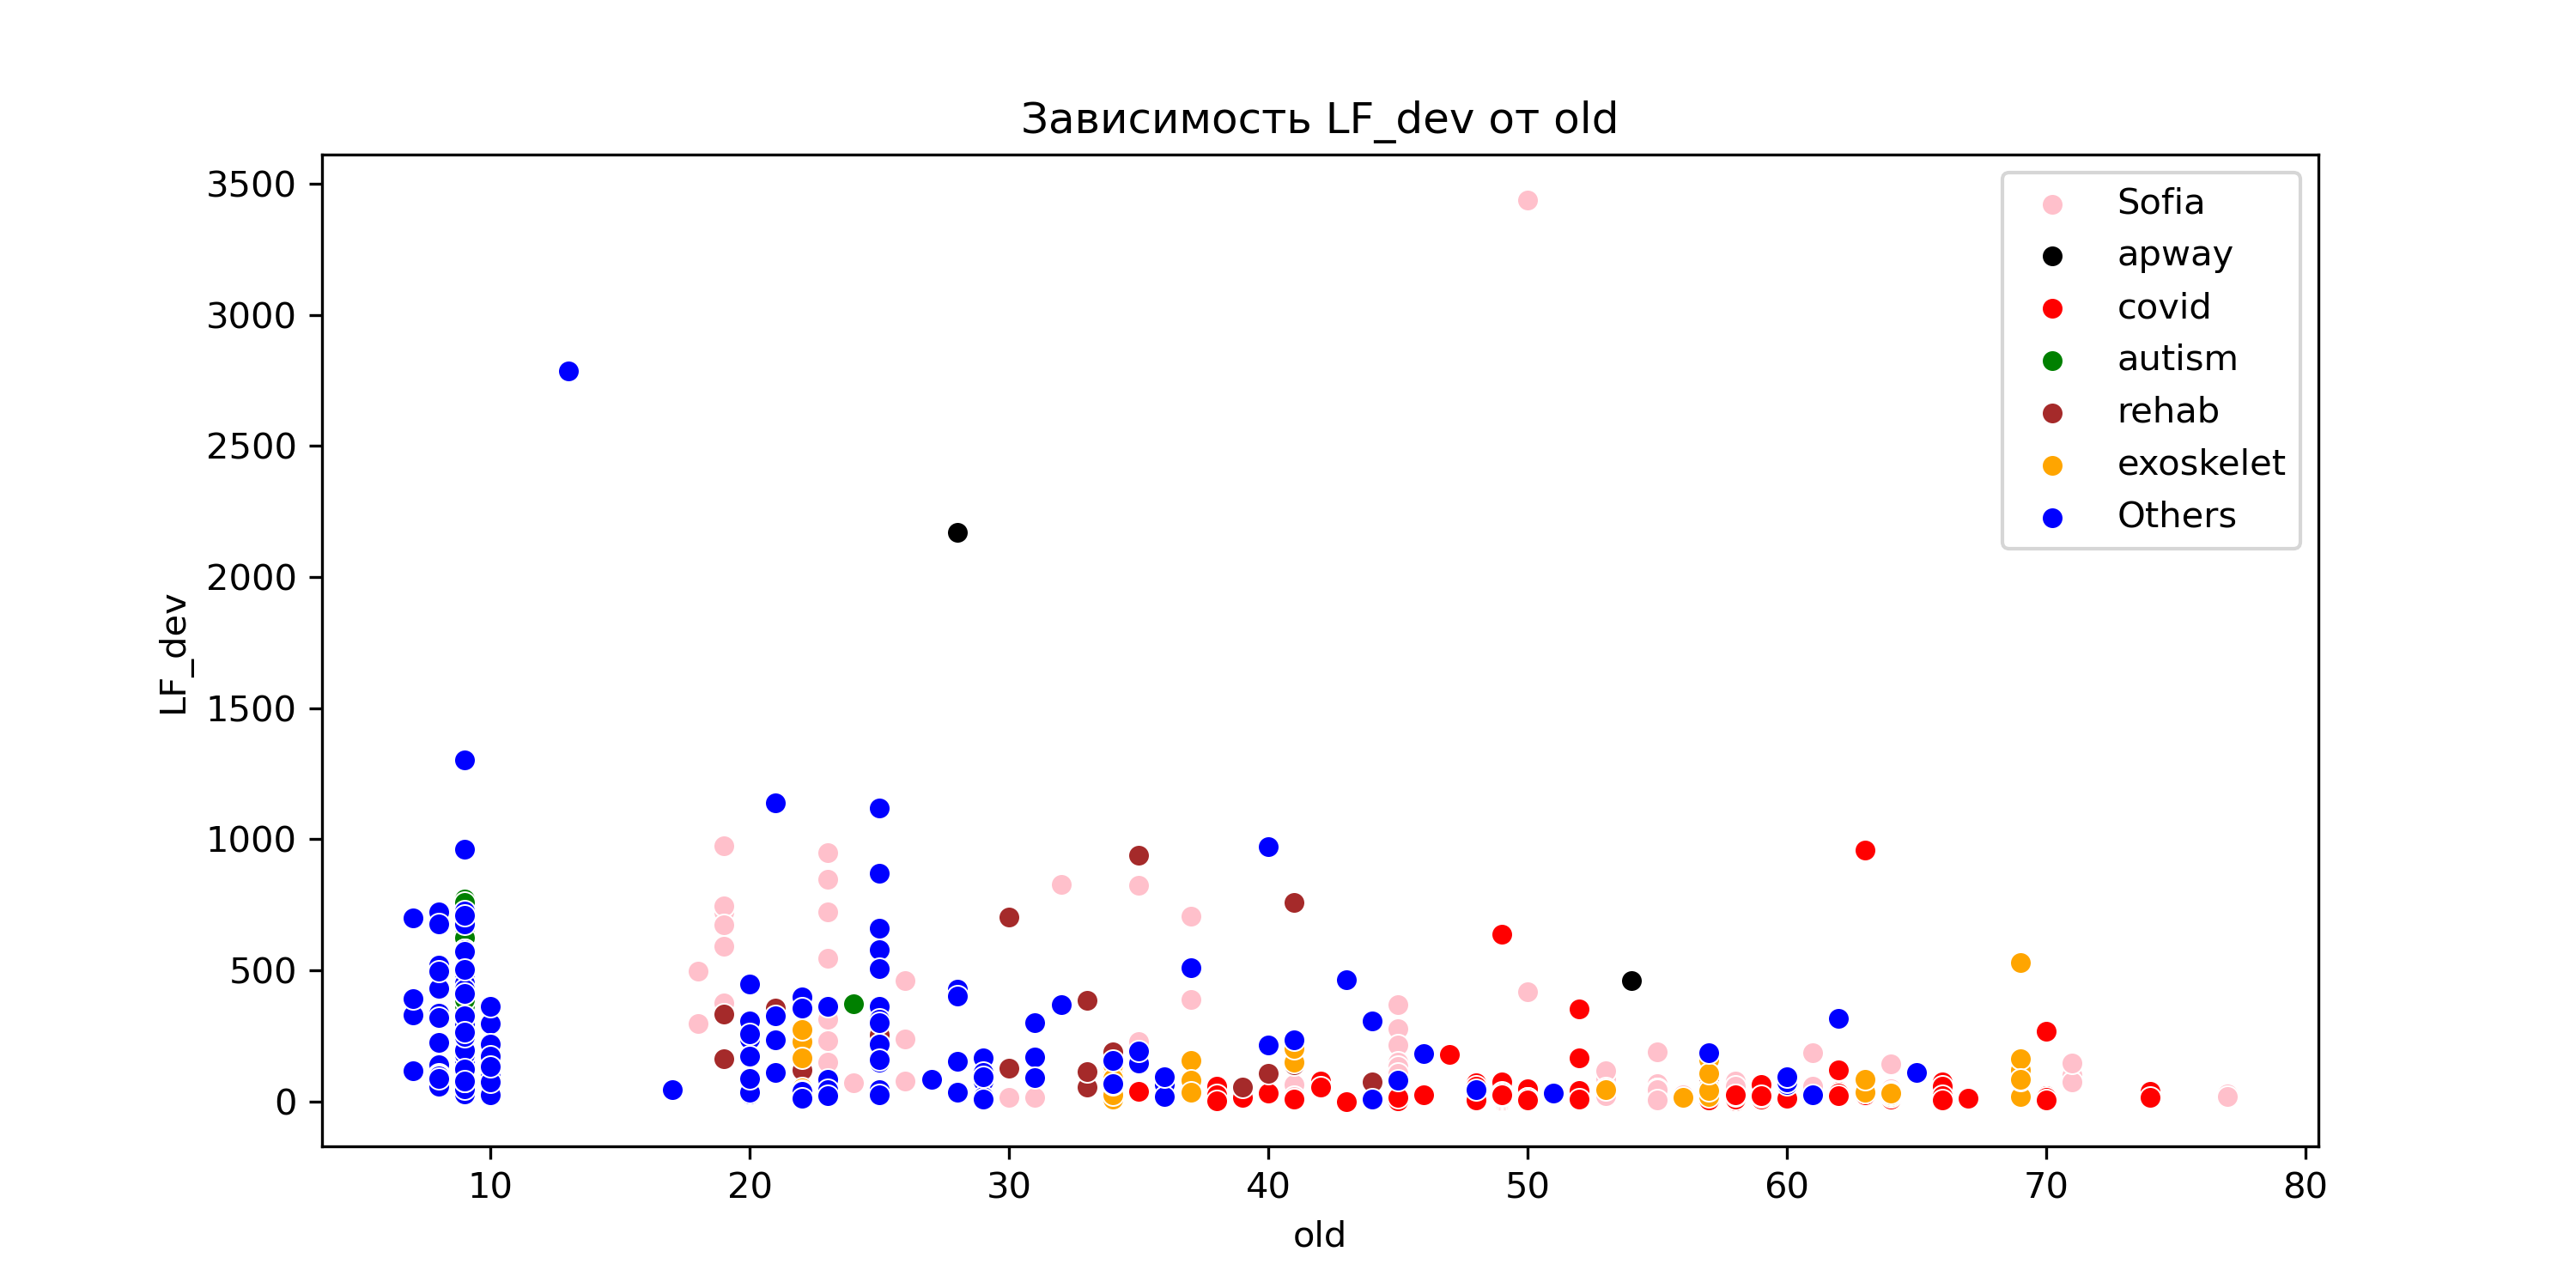 Зависимость LF_dev от old
3500
3000
2500
2000
1500
1000
500
0
LF_dev
10 20 30 40 50 60 70 80
old
Sofia
apway
covid
autism
rehab
exoskelet
Others